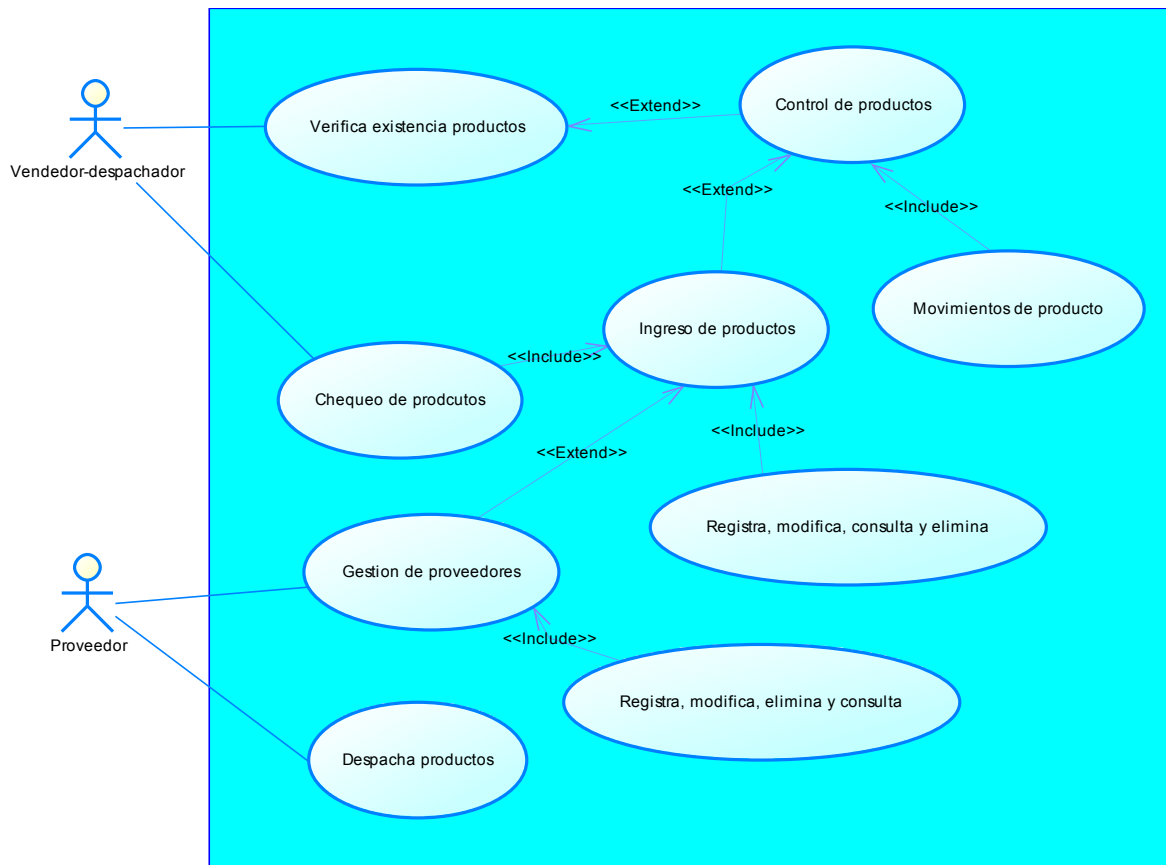 Control de productos
<<Extend>>
Verifica existencia productos
Vendedor-despachador
<<Extend>>
<<Include>>
Movimientos de producto
Ingreso de productos
<<Include>>
Chequeo de prodcutos
<<Include>>
<<Extend>>
Registra, modifica, consulta y elimina
Gestion de proveedores
<<Include>>
Proveedor
Registra, modifica, elimina y consulta
Despacha productos